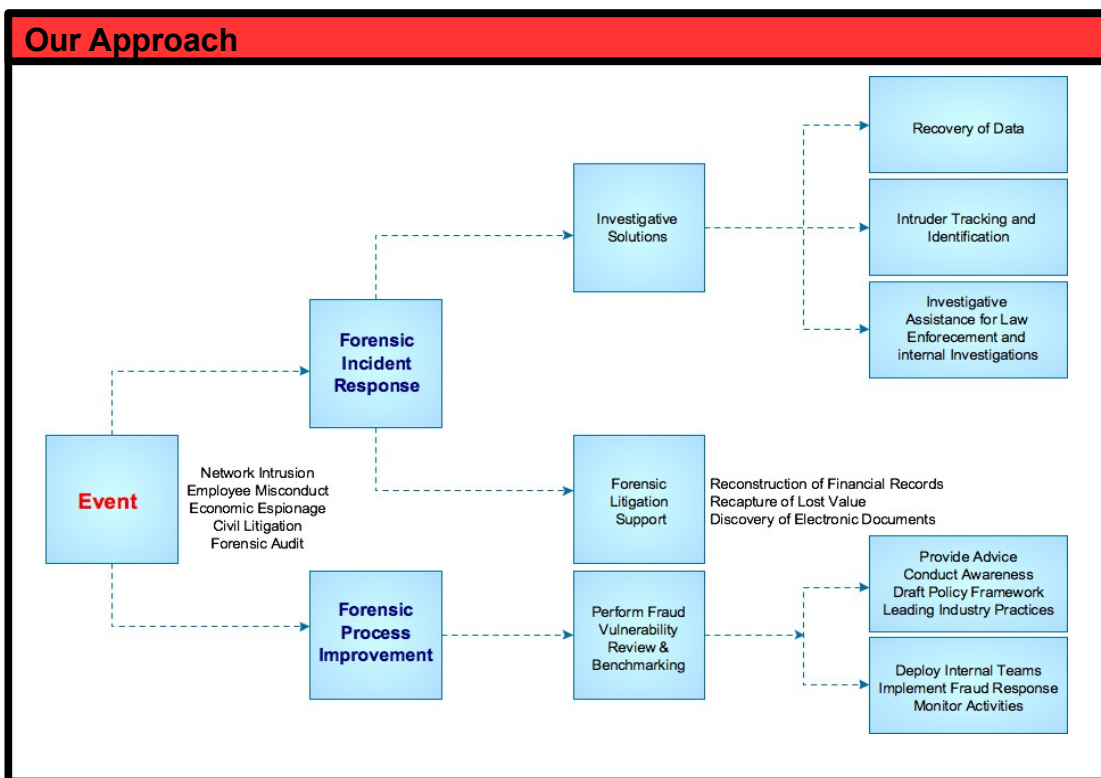 Our Approach
Recovery of Data
Investigative
Solutions
Intruder Tracking and
Identification
Investigative
Assistance for Law
Enforecement and
internal Investigations
Forensic
Incident
Response
Event
Network Intrusion
Employee Misconduct
Economic Espionage
Civil Litigation
Forensic Audit
Forensic
Litigation
Support
Reconstruction of Financial Records
Recapture of Lost Value
Discovery of Electronic Documents
Forensic
Process
Improvement
Perform Fraud
Vulnerability
Review &
Benchmarking
Provide Advice
Conduct Awareness
Draft Policy Framework
Leading Industry Practices
Deploy Internal Teams
Implement Fraud Response
Monitor Activities